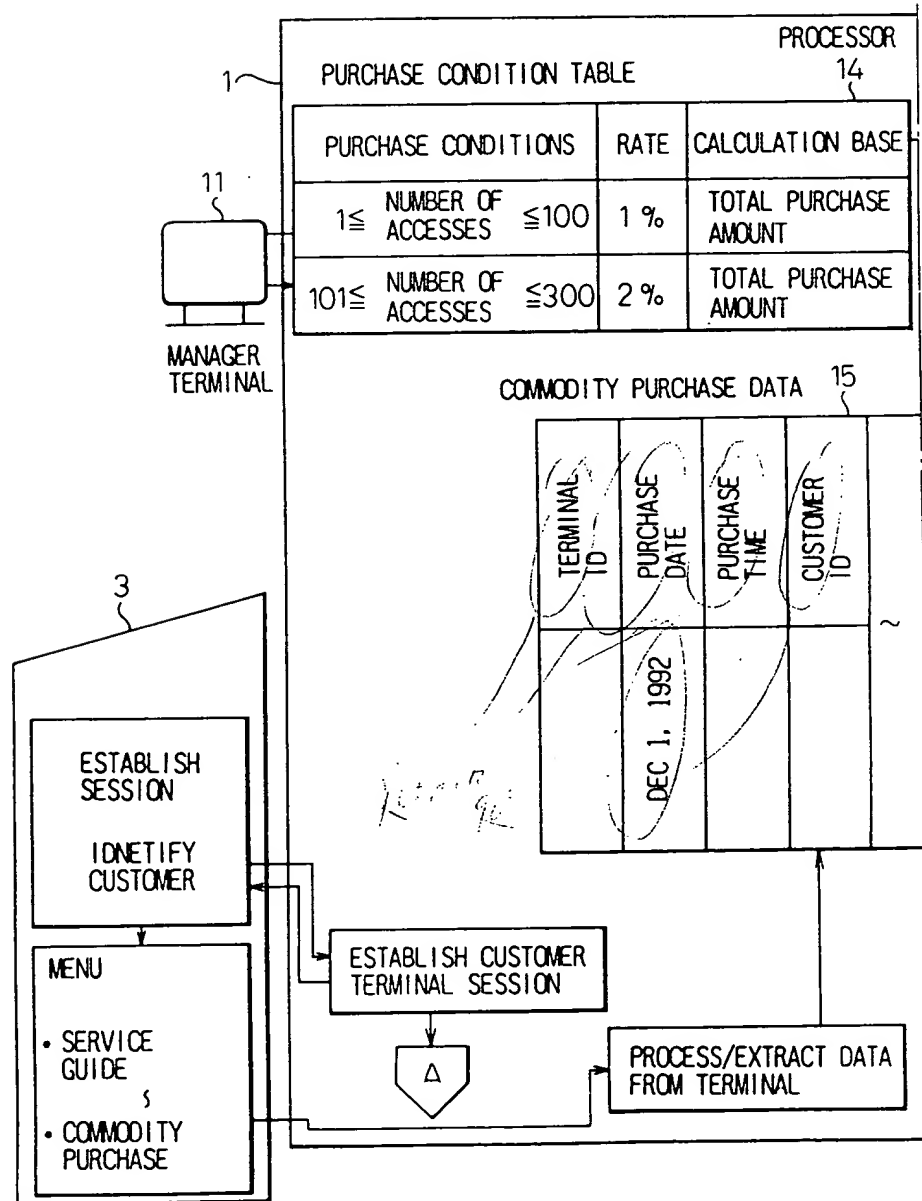 PROCESSOR
1
PURCHASE CONDITION TABLE
14
PURCHASE CONDITIONS RATE CALCULATION BASE
1≦ NUMBER OF ACCESSES ≦100 1% TOTAL PURCHASE AMOUNT
101≦ NUMBER OF ACCESSES ≦300 2% TOTAL PURCHASE AMOUNT
11
MANAGER
TERMINAL
COMMODITY PURCHASE DATA
15
TERMINAL ID
PURCHASE DATE
PURCHASE TIME
CUSTOMER ID
~
DEC 1, 1992
3
ESTABLISH
SESSION
IDNETIFY
CUSTOMER
MENU
• SERVICE
GUIDE
~
• COMMODITY
PURCHASE
ESTABLISH CUSTOMER
TERMINAL SESSION
A
PROCESS/EXTRACT DATA
FROM TERMINAL